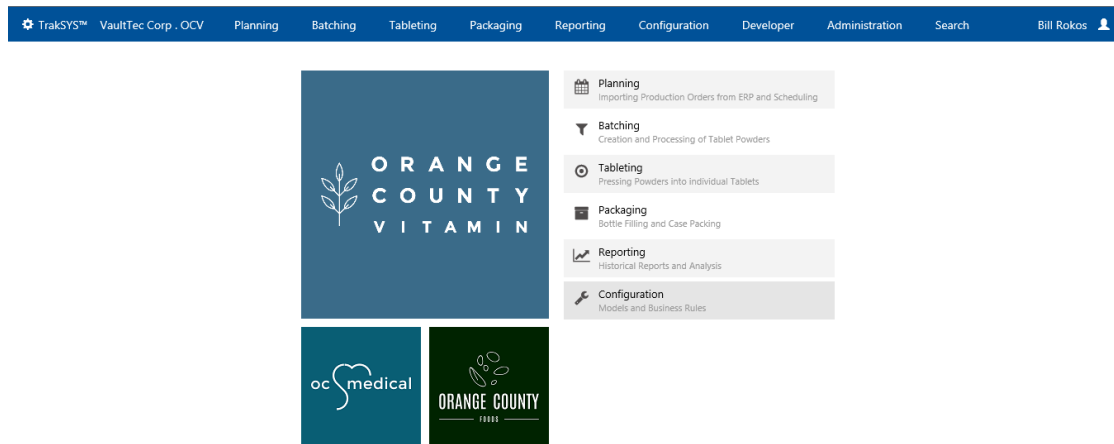 TrakSYS™ VaultTec Corp . OCV Planning Batching Tableting Packaging Reporting Configuration Developer Administration Search Bill Rokos
ORANGE
COUNTY
VITAMIN
Planning
Importing Production Orders from ERP and Scheduling
Batching
Creation and Processing of Tablet Powders
Tableting
Pressing Powders into individual Tablets
Packaging
Bottle Filling and Case Packing
Reporting
Historical Reports and Analysis
Configuration
Models and Business Rules
oc medical
ORANGE COUNTY
FOODS